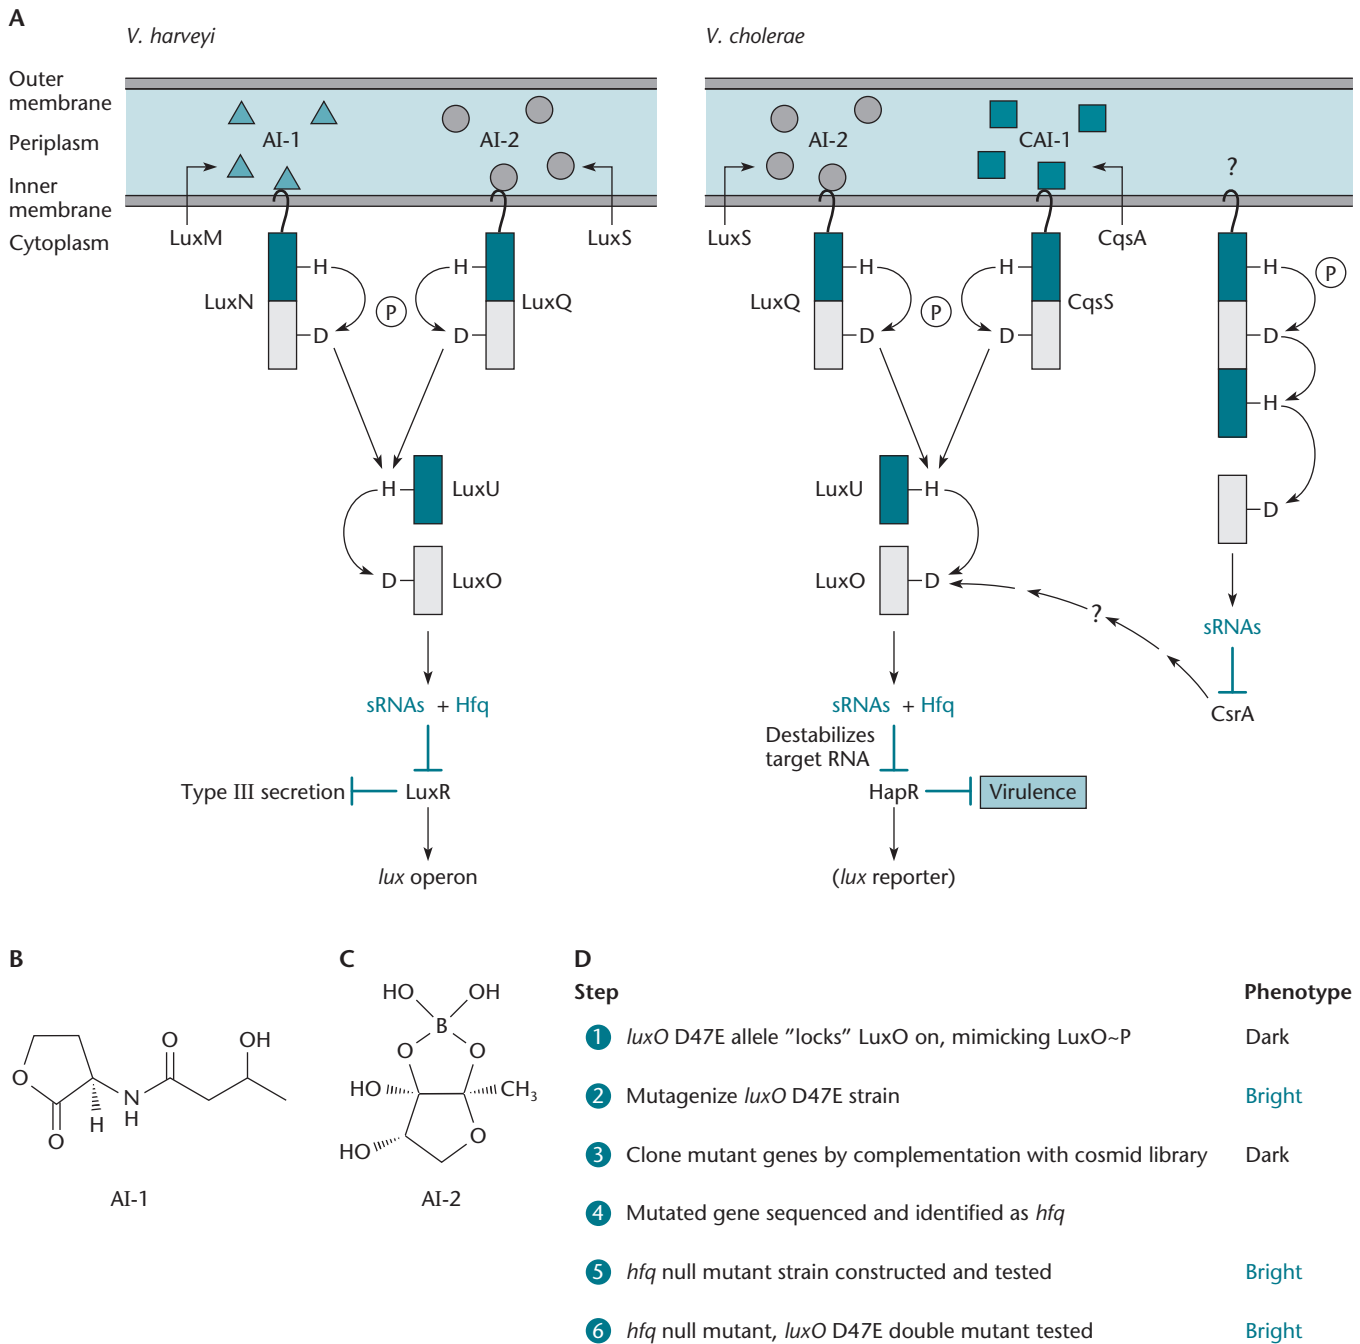 A
V. harveyi
V. cholerae
Outer
membrane
Periplasm
Inner
membrane
Cytoplasm
AI-1
AI-2
LuxM
LuxS
LuxN
H
D
P
H
D
LuxQ
H
LuxU
D
LuxO
sRNAs + Hfq
Type III secretion
LuxR
lux operon
AI-2
CAI-1
?
LuxS
CqsA
LuxQ
H
D
P
H
D
CqsS
H
P
D
H
D
LuxU
H
LuxO
D
?
sRNAs
CsrA
sRNAs + Hfq
Destabilizes
target RNA
HapR
Virulence
(lux reporter)
B
O
O
H
N
H
O
OH
AI-1
C
HO
OH
B
O
O
HO
CH3
HO
O
AI-2
D
Step
Phenotype
1 luxO D47E allele ”locks” LuxO on, mimicking LuxO~P Dark
2 Mutagenize luxO D47E strain Bright
3 Clone mutant genes by complementation with cosmid library Dark
4 Mutated gene sequenced and identified as hfq
5 hfq null mutant strain constructed and tested Bright
6 hfq null mutant, luxO D47E double mutant tested Bright